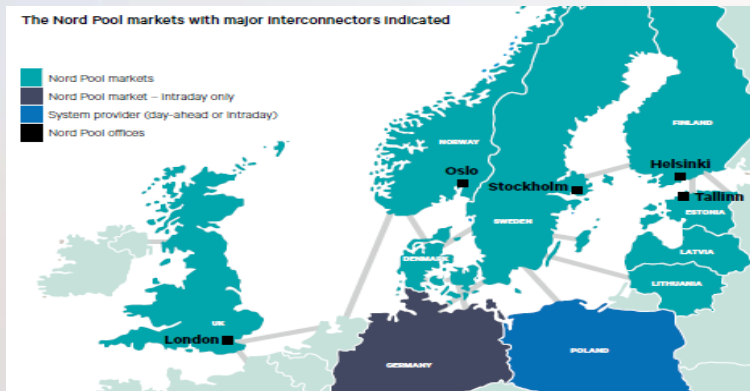 The Nord Pool markets with major interconnectors indicated
Nord Pool markets
Nord Pool market – intraday only
System provider (day-ahead or intraday)
Nord Pool offices
FINLAND
NORWAY
Helsinki
Oslo
Stockholm
Tallinn
ESTONIA
SWEDEN
LATVIA
DENMARK
LITHUANIA
UK
London
POLAND
GERMANY